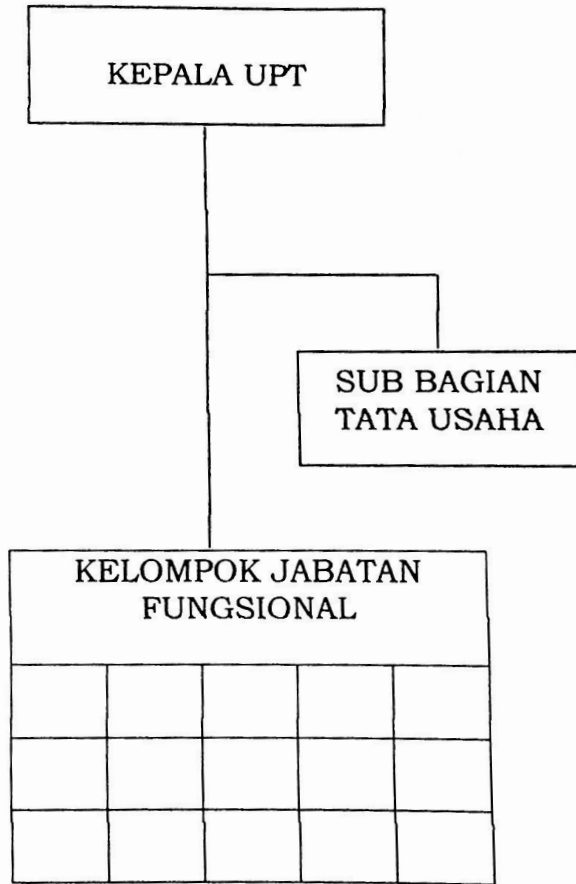 KEPALA UPT
SUB BAGIAN
TATA USAHA
KELOMPOK JABATAN
FUNGSIONAL